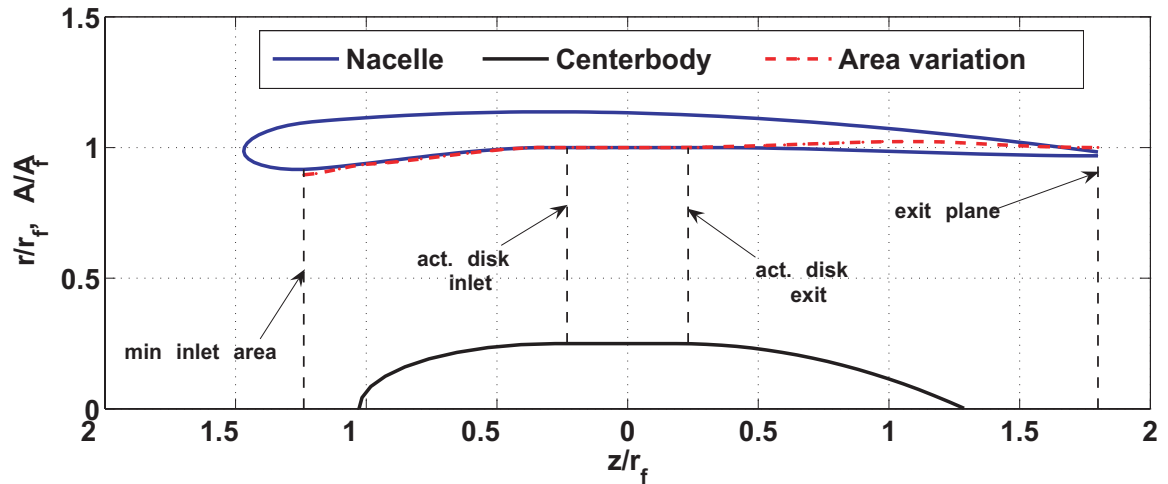 1.5
Nacelle Centerbody Area variation
1
0.5
0
r/r_f, A/A_f
act. disk
inlet
act. disk
exit
exit plane
min inlet area
2 1.5 1 0.5 0 0.5 1 1.5 2
z/r_f